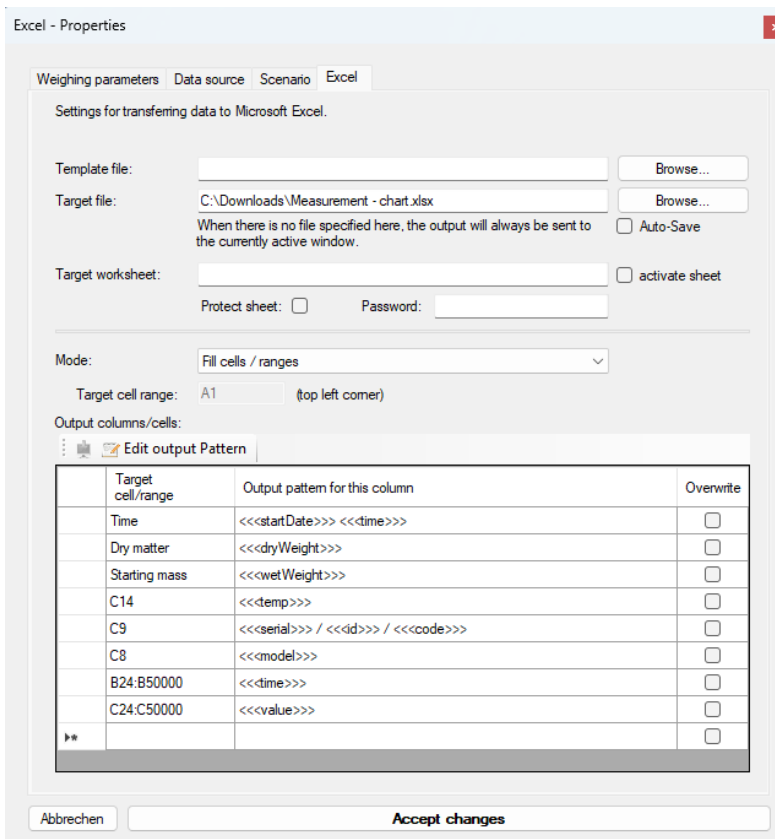 Excel - Properties
Weighing parameters Data source Scenario Excel
Settings for transferring data to Microsoft Excel.
Template file: Browse...
Target file: C:\Downloads\Measurement - chart.xlsx Browse...
When there is no file specified here, the output will always be sent to Auto-Save
the currently active window.
Target worksheet: activate sheet
Protect sheet: Password:
Mode: Fill cells / ranges
Target cell range: A1 (top left corner)
Output columns/cells:
Edit output Pattern
Target
cell/range Output pattern for this column Overwrite
Time <<<startDate>>> <<<time>>>
Dry matter <<<dryWeight>>>
Starting mass <<<wetWeight>>>
C14 <<<temp>>>
C9 <<<serial>>> / <<<id>>> / <<<code>>>
C8 <<<model>>>
B24:B50000 <<<time>>>
C24:C50000 <<<value>>>
Abbrechen Accept changes